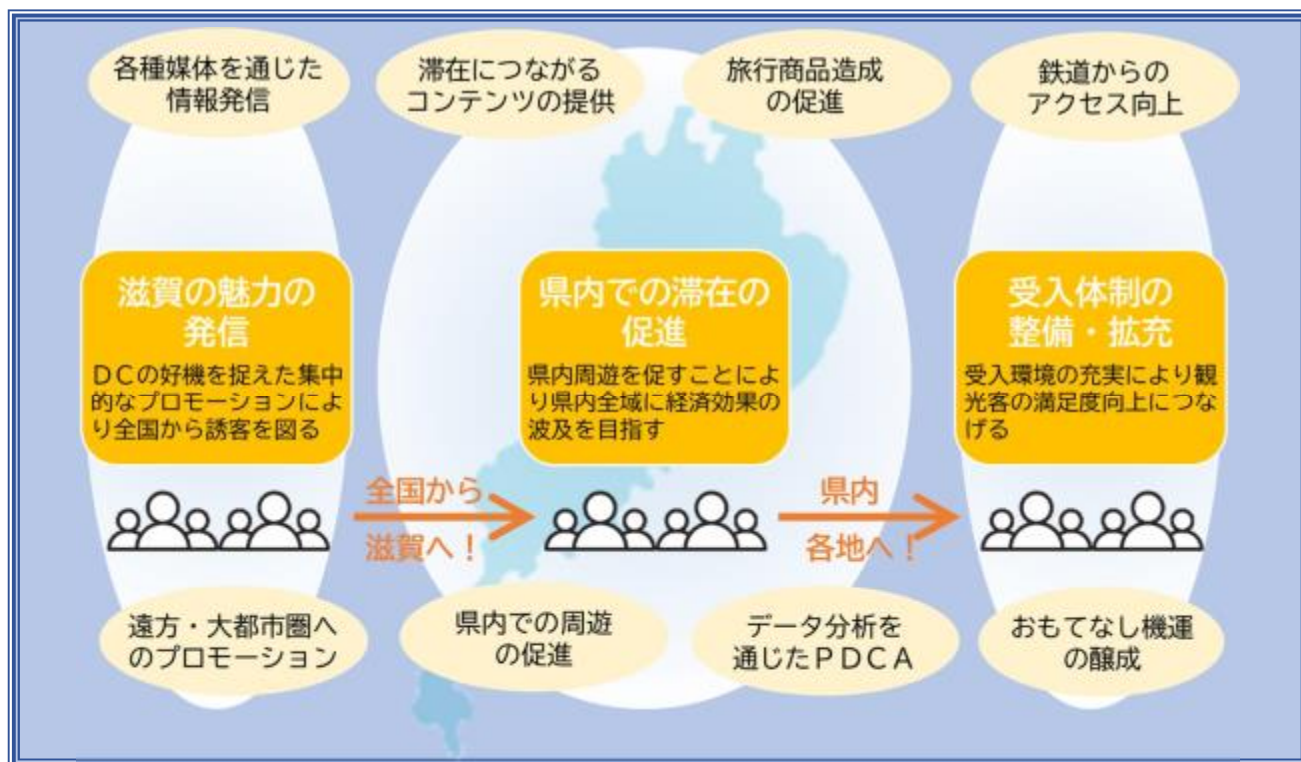 各種媒体を通じた
情報発信
滞在につながる
コンテンツの提供
旅行商品造成
の促進
鉄道からの
アクセス向上
滋賀の魅力の
発信
ＤＣの好機を捉えた集中
的なプロモーションによ
り全国から誘客を図る
県内での滞在の
促進
県内周遊を促すことによ
り県内全域に経済効果の
波及を目指す
受入体制の
整備・拡充
受入環境の充実により観
光客の満足度向上につな
げる
全国から
滋賀へ！
県内
各地へ！
遠方・大都市圏へ
のプロモーション
県内での周遊
の促進
データ分析を
通じたＰＤＣＡ
おもてなし機運
の醸成